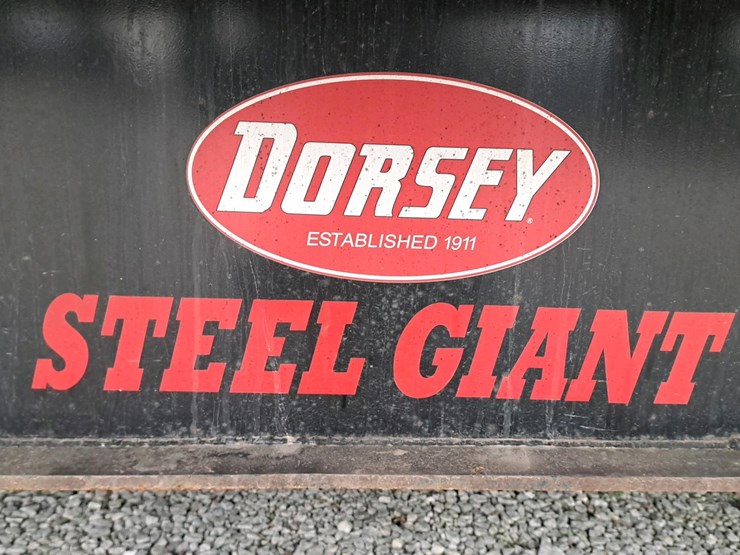 DORSEY
ESTABLISHED 1911
STEEL GIANT